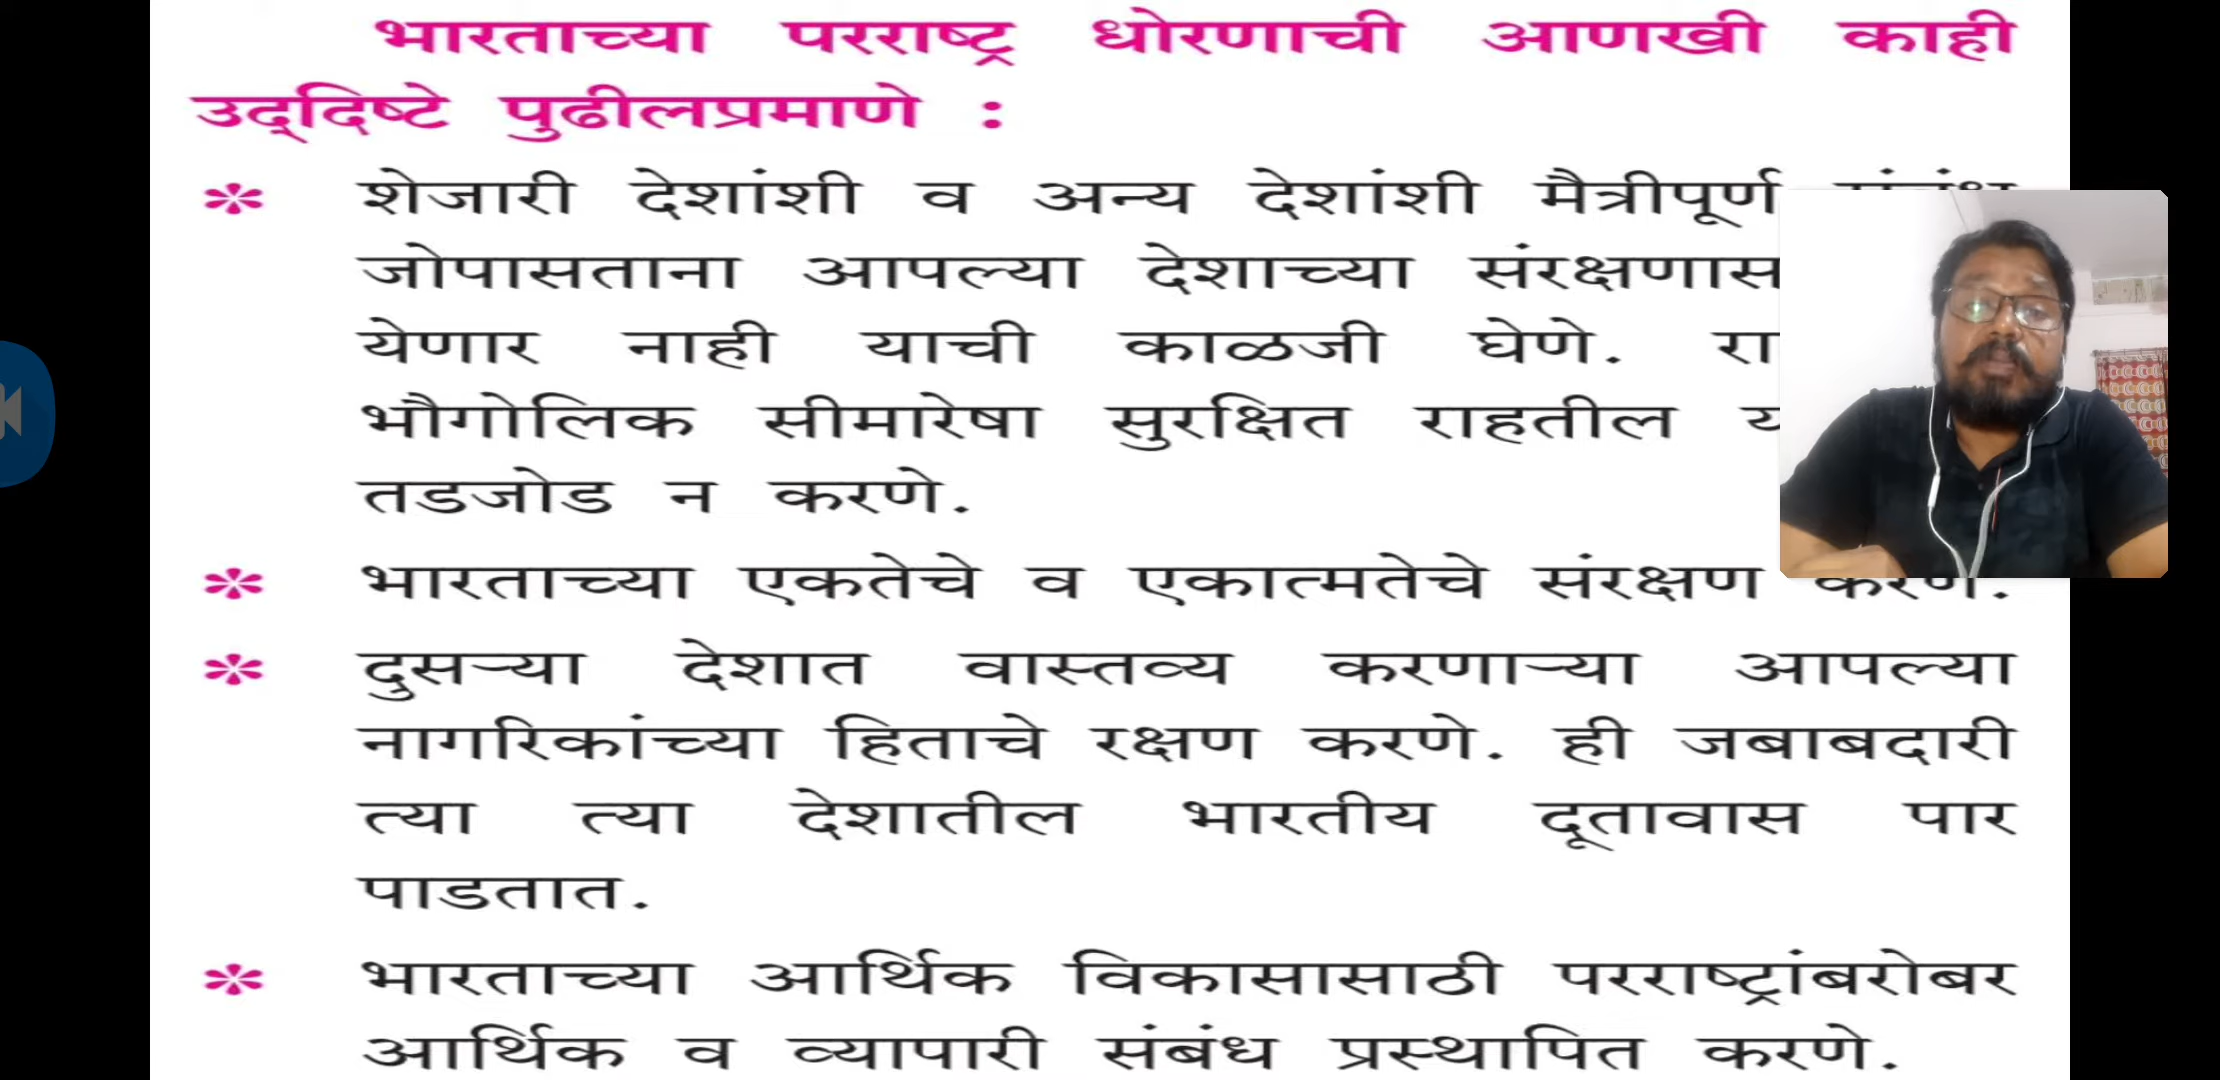 भारताच्या परराष्ट्र धोरणाची आणखी काही
उद्दिष्टे पुढीलप्रमाणे :
* शेजारी देशांशी व अन्य देशांशी मैत्रीपूर्ण
जोपासताना आपल्या देशाच्या संरक्षणास
येणार नाही याची काळजी घेणे.
भौगोलिक सीमारेषा सुरक्षित राहतील
तडजोड न करणे.
* भारताच्या एकतेचे व एकात्मतेचे संरक्षण करणे.
* दुसऱ्या देशात वास्तव्य करणाऱ्या आपल्या
नागरिकांच्या हिताचे रक्षण करणे. ही जबाबदारी
त्या त्या देशातील भारतीय दूतावास पार
पाडतात.
* भारताच्या आर्थिक विकासासाठी परराष्ट्रांबरोबर
आर्थिक व व्यापारी संबंध प्रस्थापित करणे.